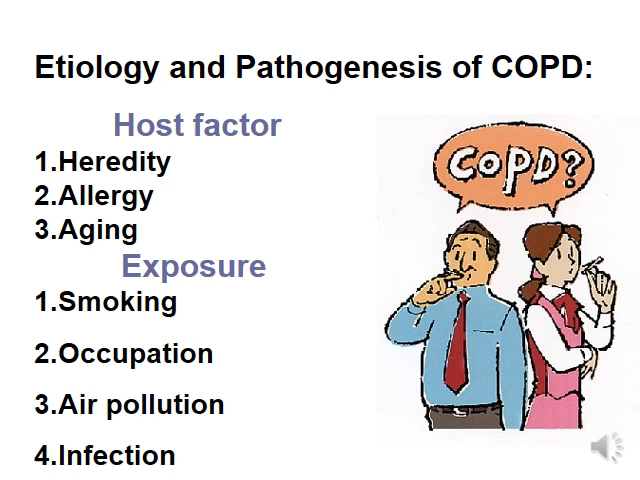 Etiology and Pathogenesis of COPD:
Host factor
1.Heredity
2.Allergy
3.Aging
Exposure
1.Smoking
2.Occupation
3.Air pollution
4.Infection
COPD?